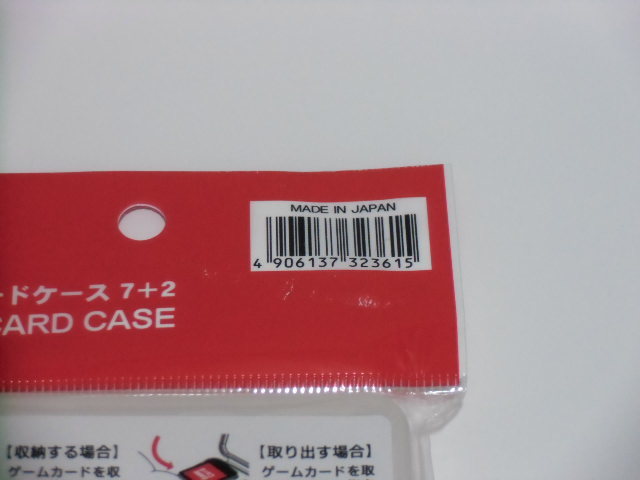 MADE IN JAPAN
4 906137 323615
ードケース 7+2
CARD CASE
【収納する場合】
ゲームカードを収
【取り出す場合】
ゲームカードを取